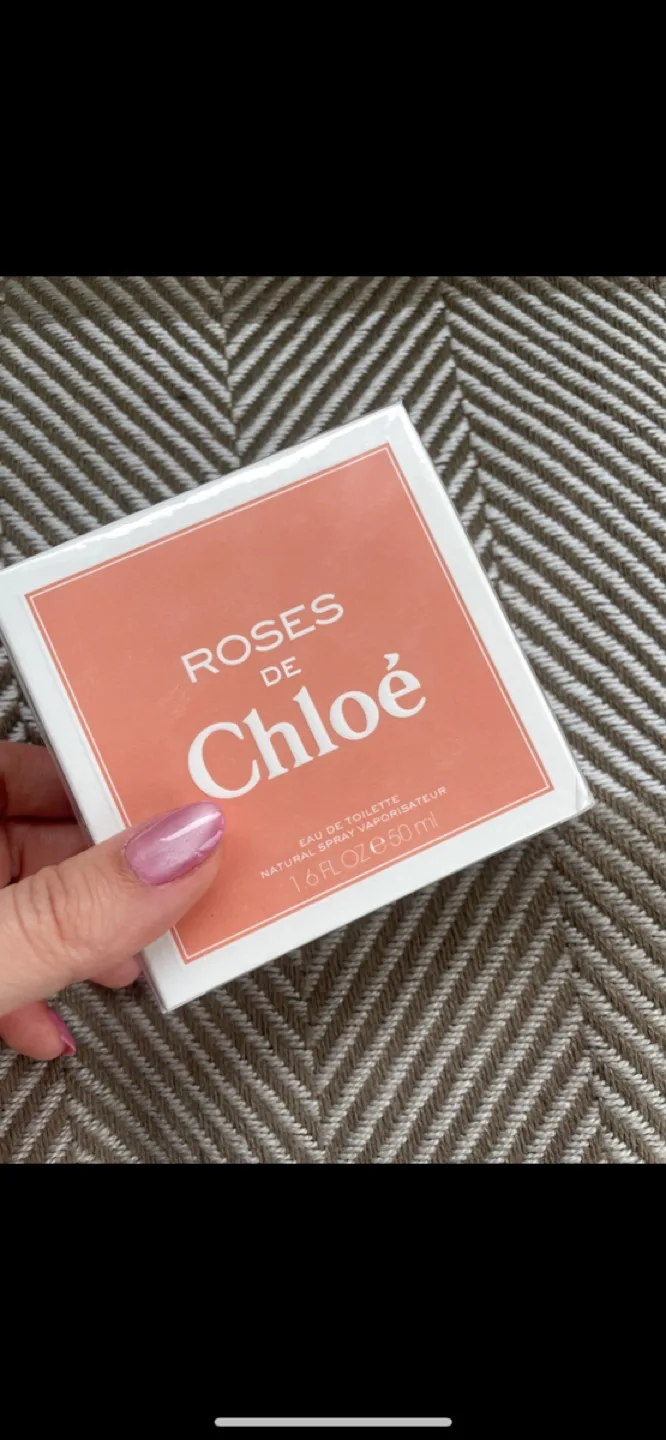 ROSES
DE
Chloé
EAU DE TOILETTE
NATURAL SPRAY VAPORISATEUR
1.6 FL OZ ℮ 50 ml